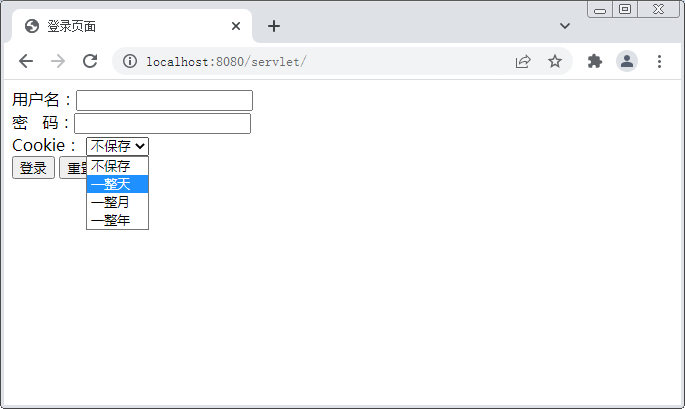 登录页面
localhost:8080/servlet/
用户名：
密 码：
Cookie： 不保存
登录 重置
不保存
一整天
一整月
一整年